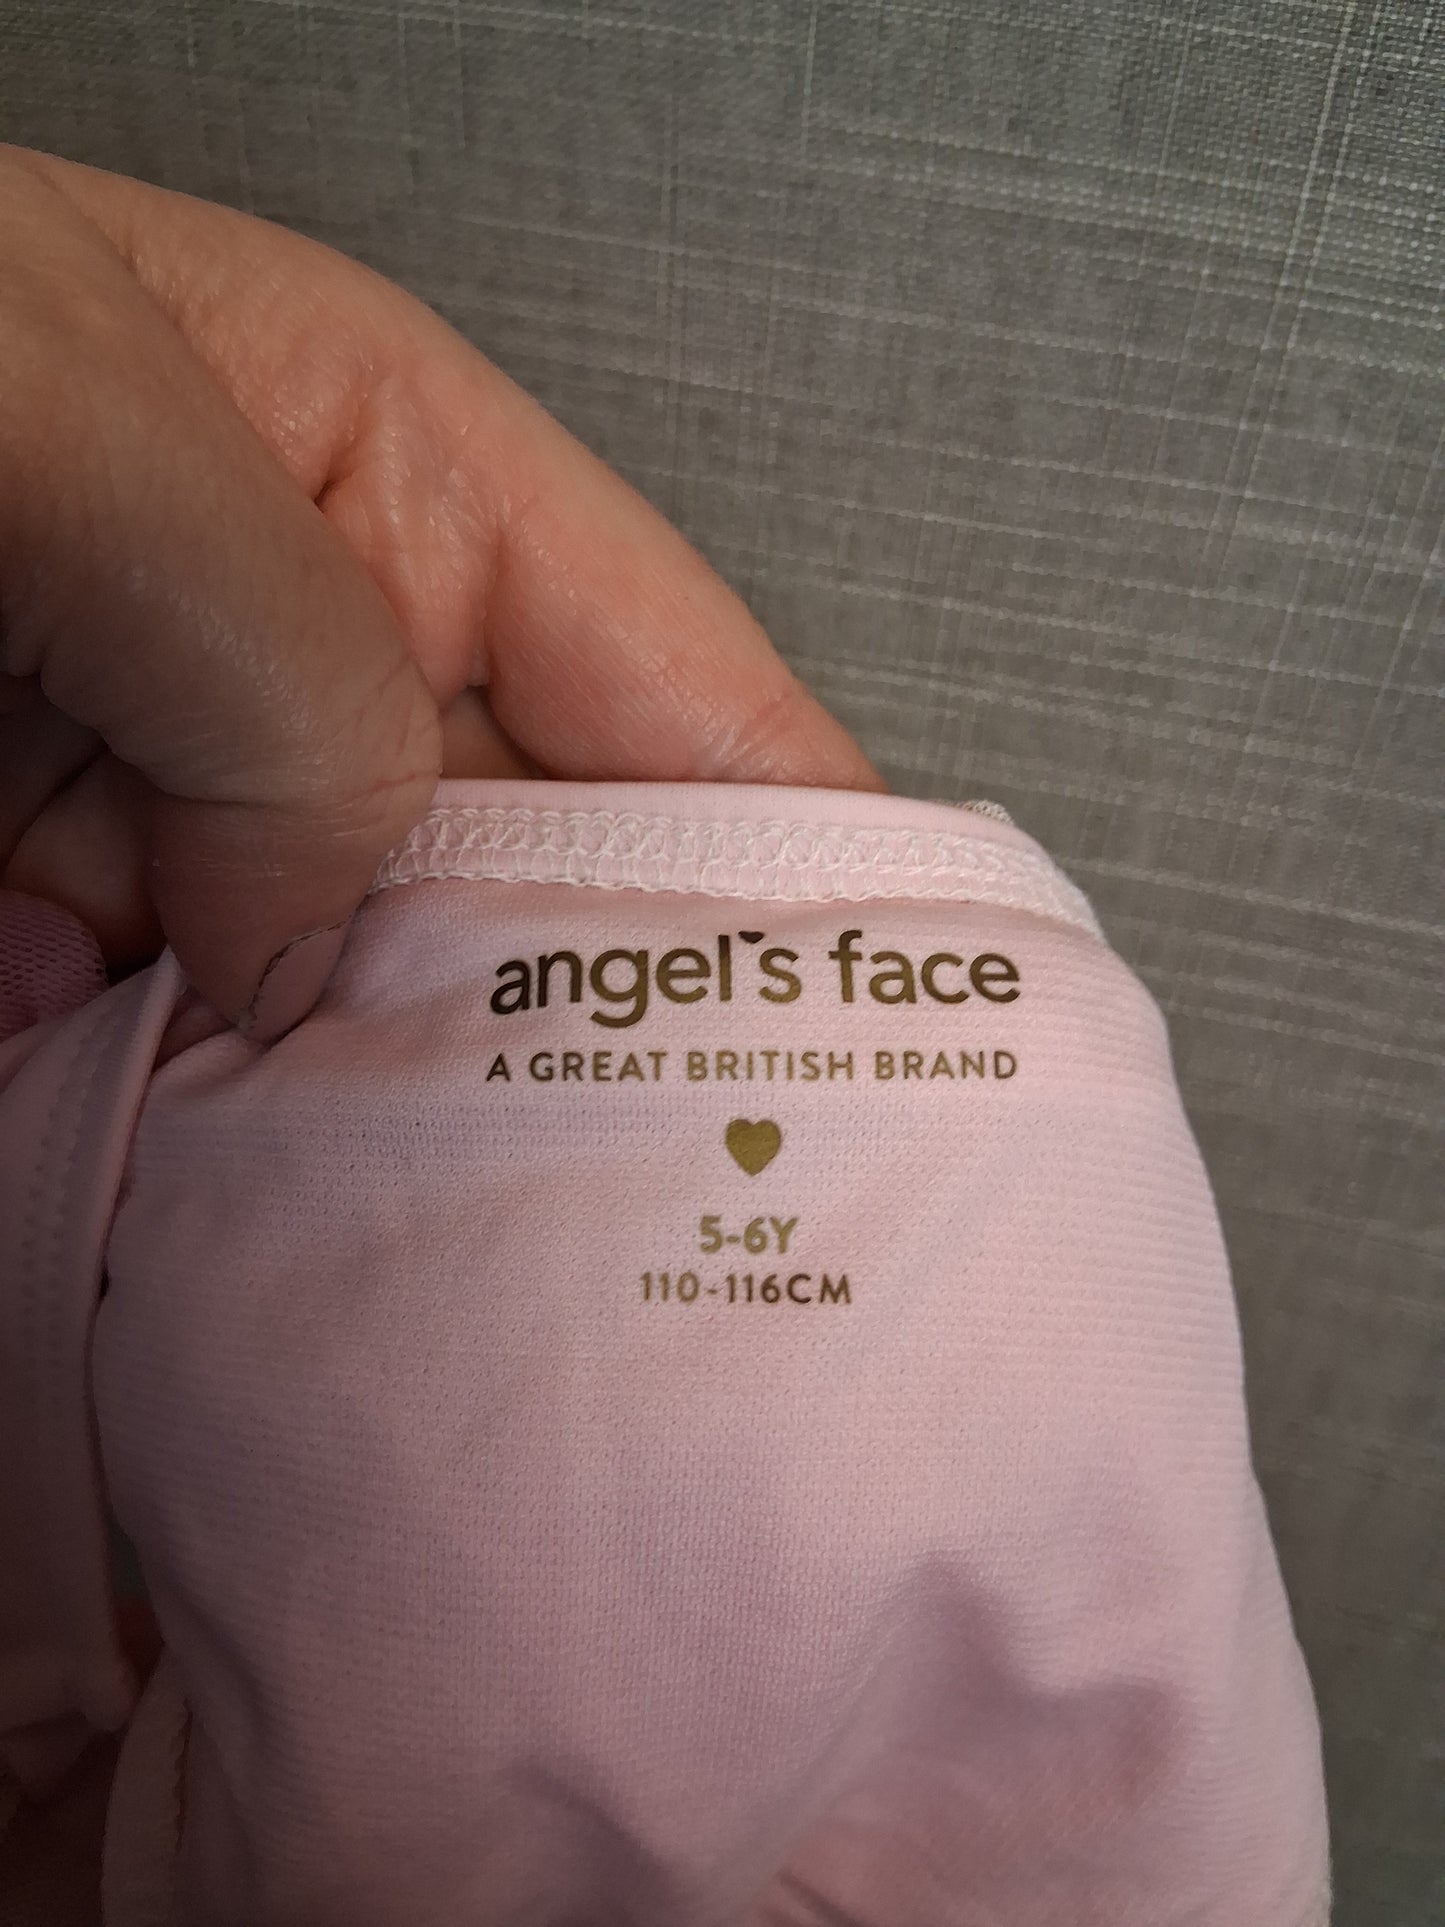 angel's face
A GREAT BRITISH BRAND
5-6Y
110-116CM